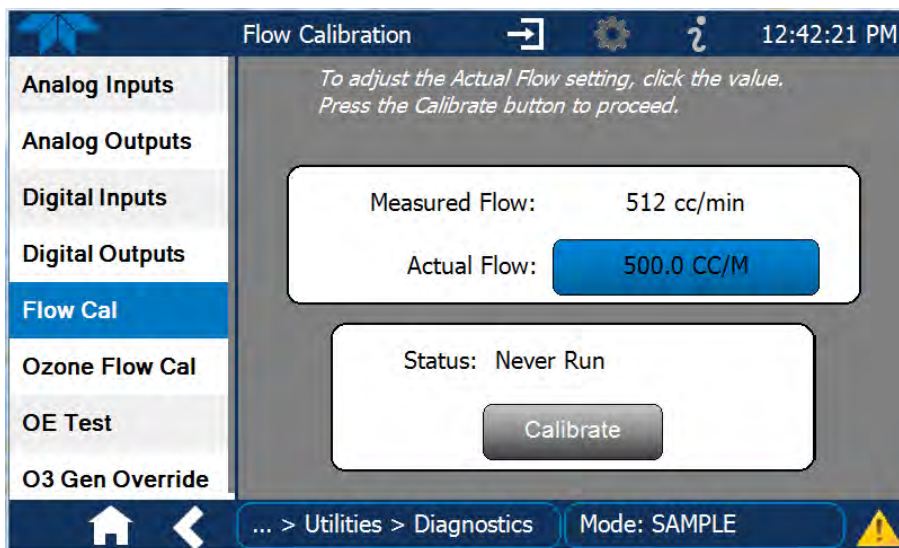 Flow Calibration
12:42:21 PM
Analog Inputs
Analog Outputs
Digital Inputs
Digital Outputs
Flow Cal
Ozone Flow Cal
OE Test
O3 Gen Override
To adjust the Actual Flow setting, click the value.
Press the Calibrate button to proceed.
Measured Flow: 512 cc/min
Actual Flow: 500.0 CC/M
Status: Never Run
Calibrate
... > Utilities > Diagnostics
Mode: SAMPLE